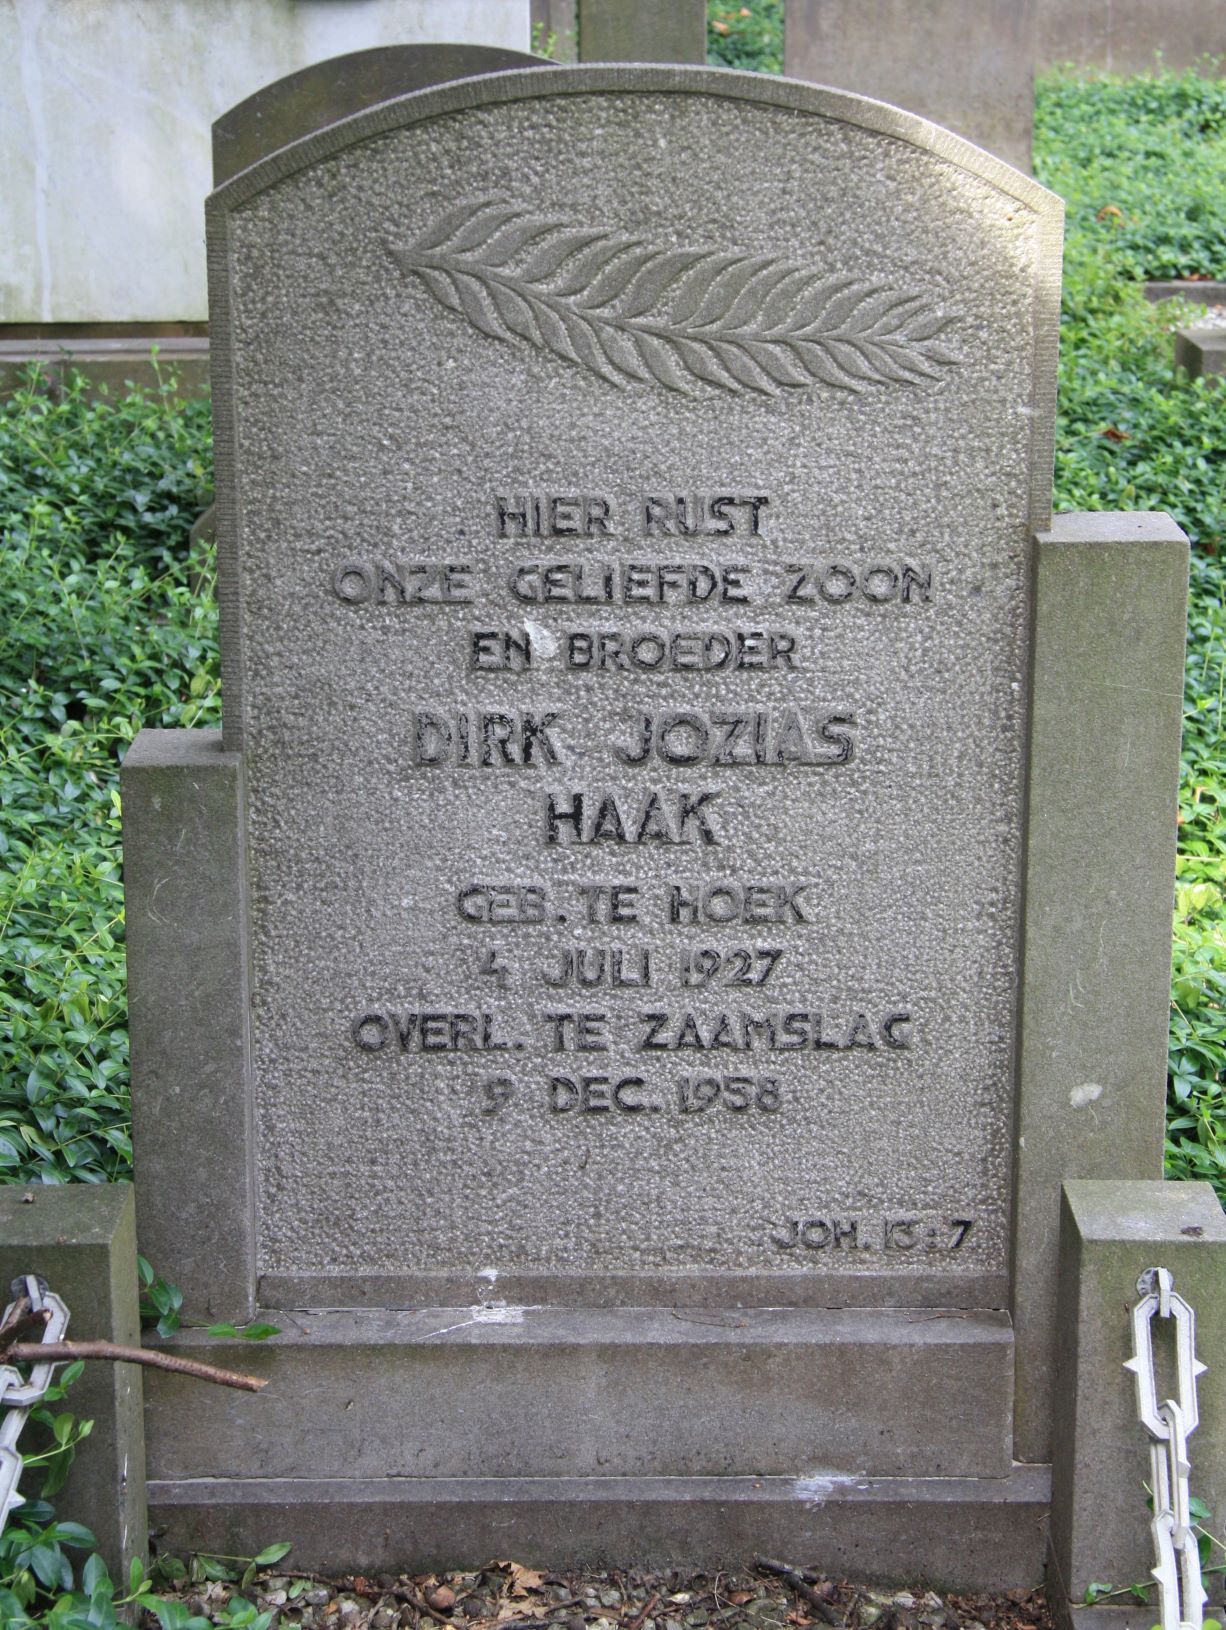 HIER RUST
ONZE GELIEFDE ZOON
EN BROEDER
DIRK JOZIAS
HAAK
GEB. TE HOEK
4 JULI 1927
OVERL. TE ZAAMSLAG
9 DEC. 1958
JOH. 13:7